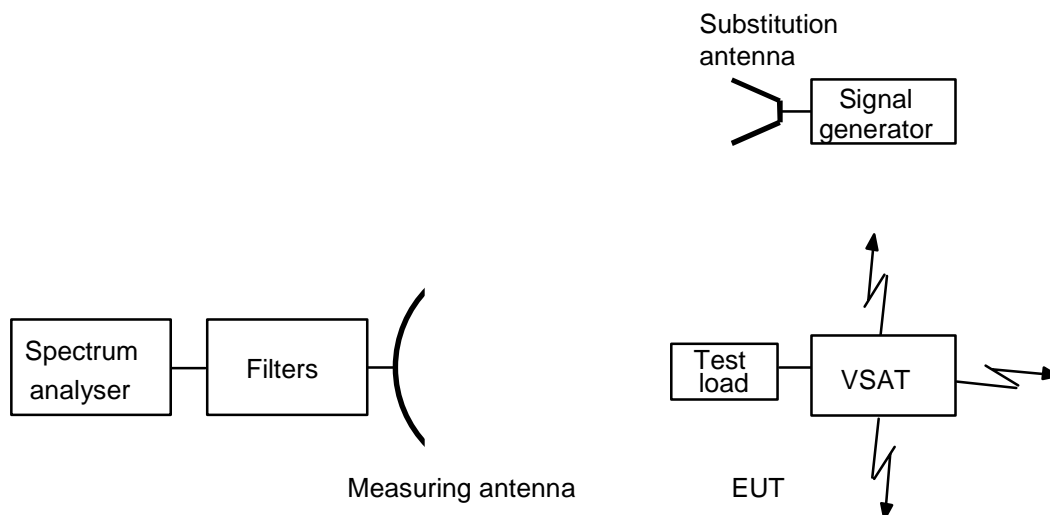 Substitution
antenna
Signal
generator
Spectrum
analyser
Filters
Test
load
VSAT
Measuring antenna
EUT